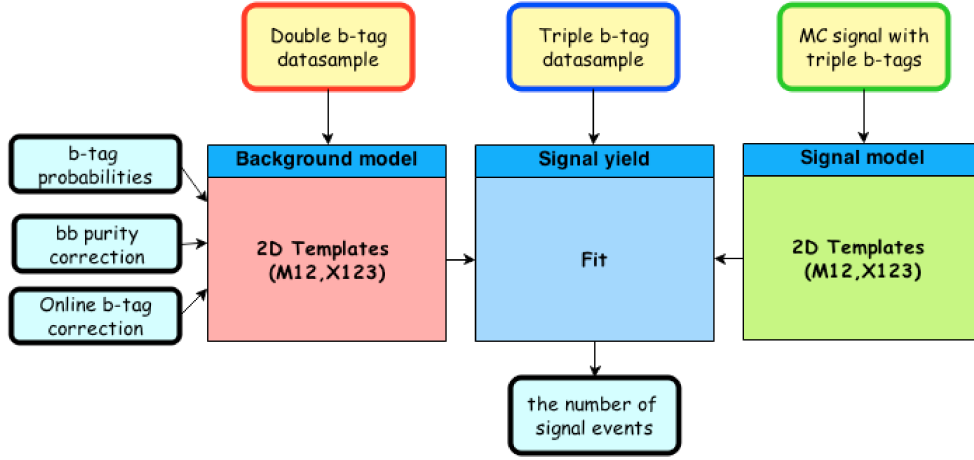 Double b-tag
datasample
Triple b-tag
datasample
MC signal with
triple b-tags
b-tag
probabilities
bb purity
correction
Online b-tag
correction
Background model
2D Templates
(M12,X123)
Signal yield
Fit
Signal model
2D Templates
(M12,X123)
the number of
signal events